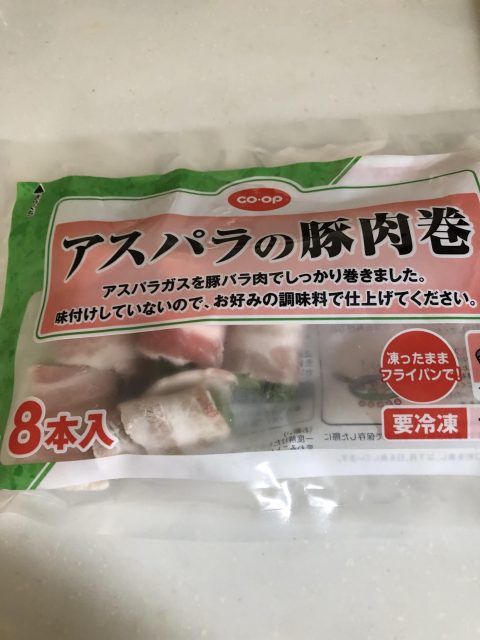 CO·OP
アスパラの豚肉巻
アスパラガスを豚バラ肉でしっかり巻きました。
味付けしていないので、お好みの調味料で仕上げてください。
凍ったまま
フライパンで!
8本入
要冷凍